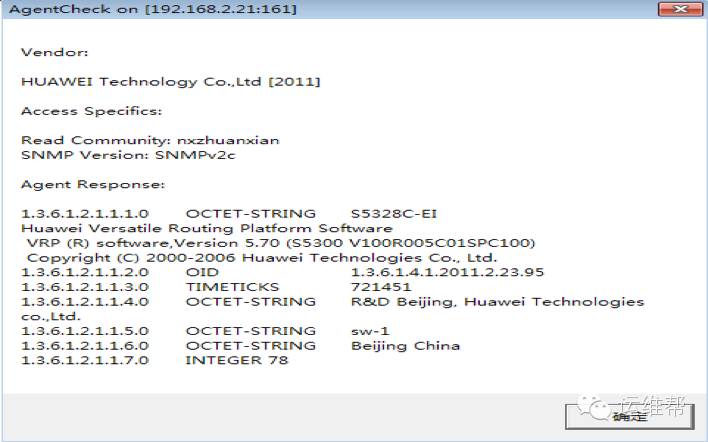 AgentCheck on [192.168.2.21:161]
Vendor:
HUAWEI Technology Co.,Ltd [2011]
Access Specifics:
Read Community: nxzhuanxian
SNMP Version: SNMPv2c
Agent Response:
1.3.6.1.2.1.1.1.0 OCTET-STRING S5328C-EI
Huawei Versatile Routing Platform Software
VRP (R) software,Version 5.70 (S5300 V100R005C01SPC100)
Copyright (C) 2000-2006 Huawei Technologies Co., Ltd.
1.3.6.1.2.1.1.2.0 OID 1.3.6.1.4.1.2011.2.23.95
1.3.6.1.2.1.1.3.0 TIMETICKS 721451
1.3.6.1.2.1.1.4.0 OCTET-STRING R&D Beijing, Huawei Technologies
co.,Ltd.
1.3.6.1.2.1.1.5.0 OCTET-STRING sw-1
1.3.6.1.2.1.1.6.0 OCTET-STRING Beijing China
1.3.6.1.2.1.1.7.0 INTEGER 78
确定
运维帮